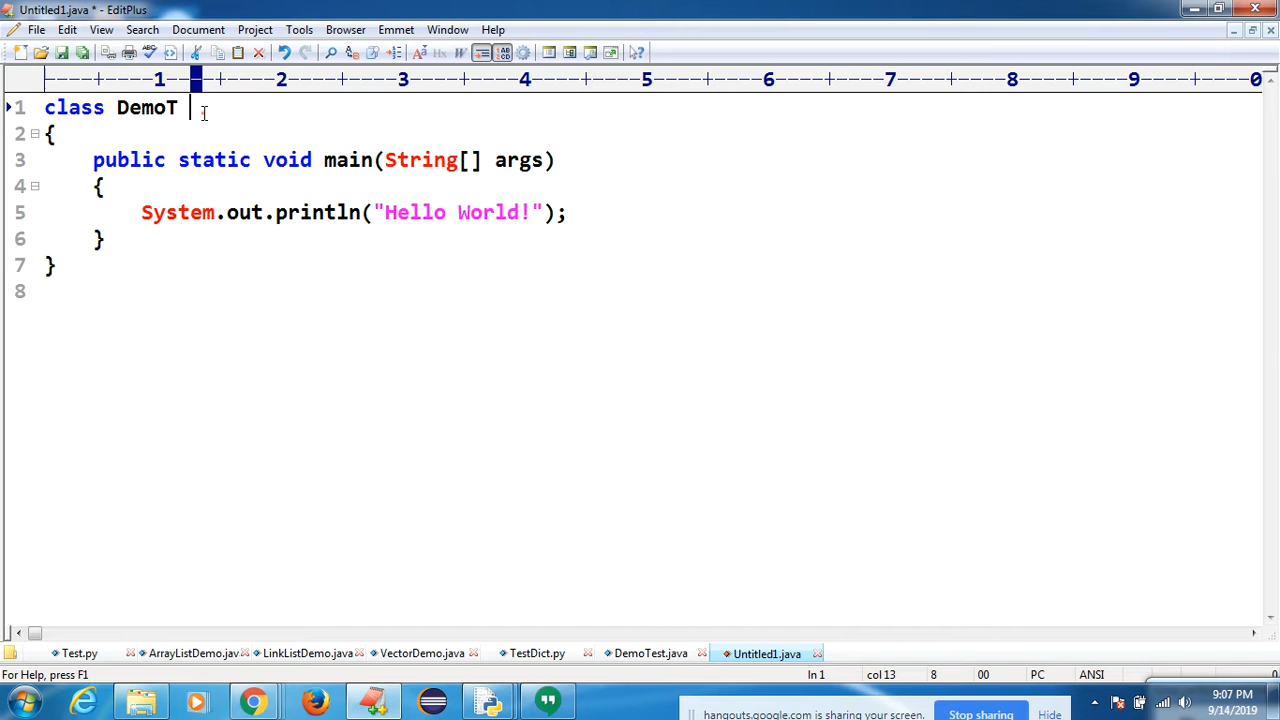 Untitled1.java * - EditPlus
File Edit View Search Document Project Tools Browser Emmet Window Help
----+----1----+----2----+----3----+----4----+----5----+----6----+----7----+----8----+----9----+----0
1 class DemoT
2 {
3 public static void main(String[] args)
4 {
5 System.out.println("Hello World!");
6 }
7 }
8
Test.py ArrayListDemo.jav LinkListDemo.java VectorDemo.java TestDict.py DemoTest.java Untitled1.java
For Help, press F1 ln 1 col 13 8 00 PC ANSI
9:07 PM
hangouts.google.com is sharing your screen. Stop sharing Hide
9/14/2019